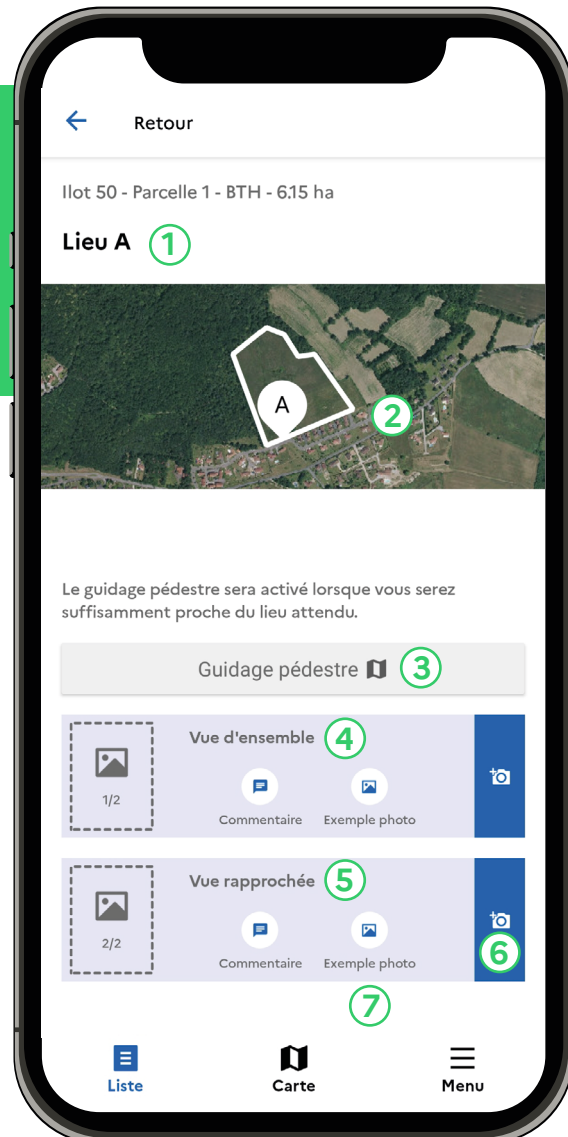 Retour
Ilot 50 - Parcelle 1 - BTH - 6.15 ha
Lieu A 1
A
2
Le guidage pédestre sera activé lorsque vous serez
suffisamment proche du lieu attendu.
Guidage pédestre 3
Vue d'ensemble 4
1/2
Commentaire Exemple photo
Vue rapprochée 5
2/2
6
Commentaire Exemple photo
7
Liste Carte Menu